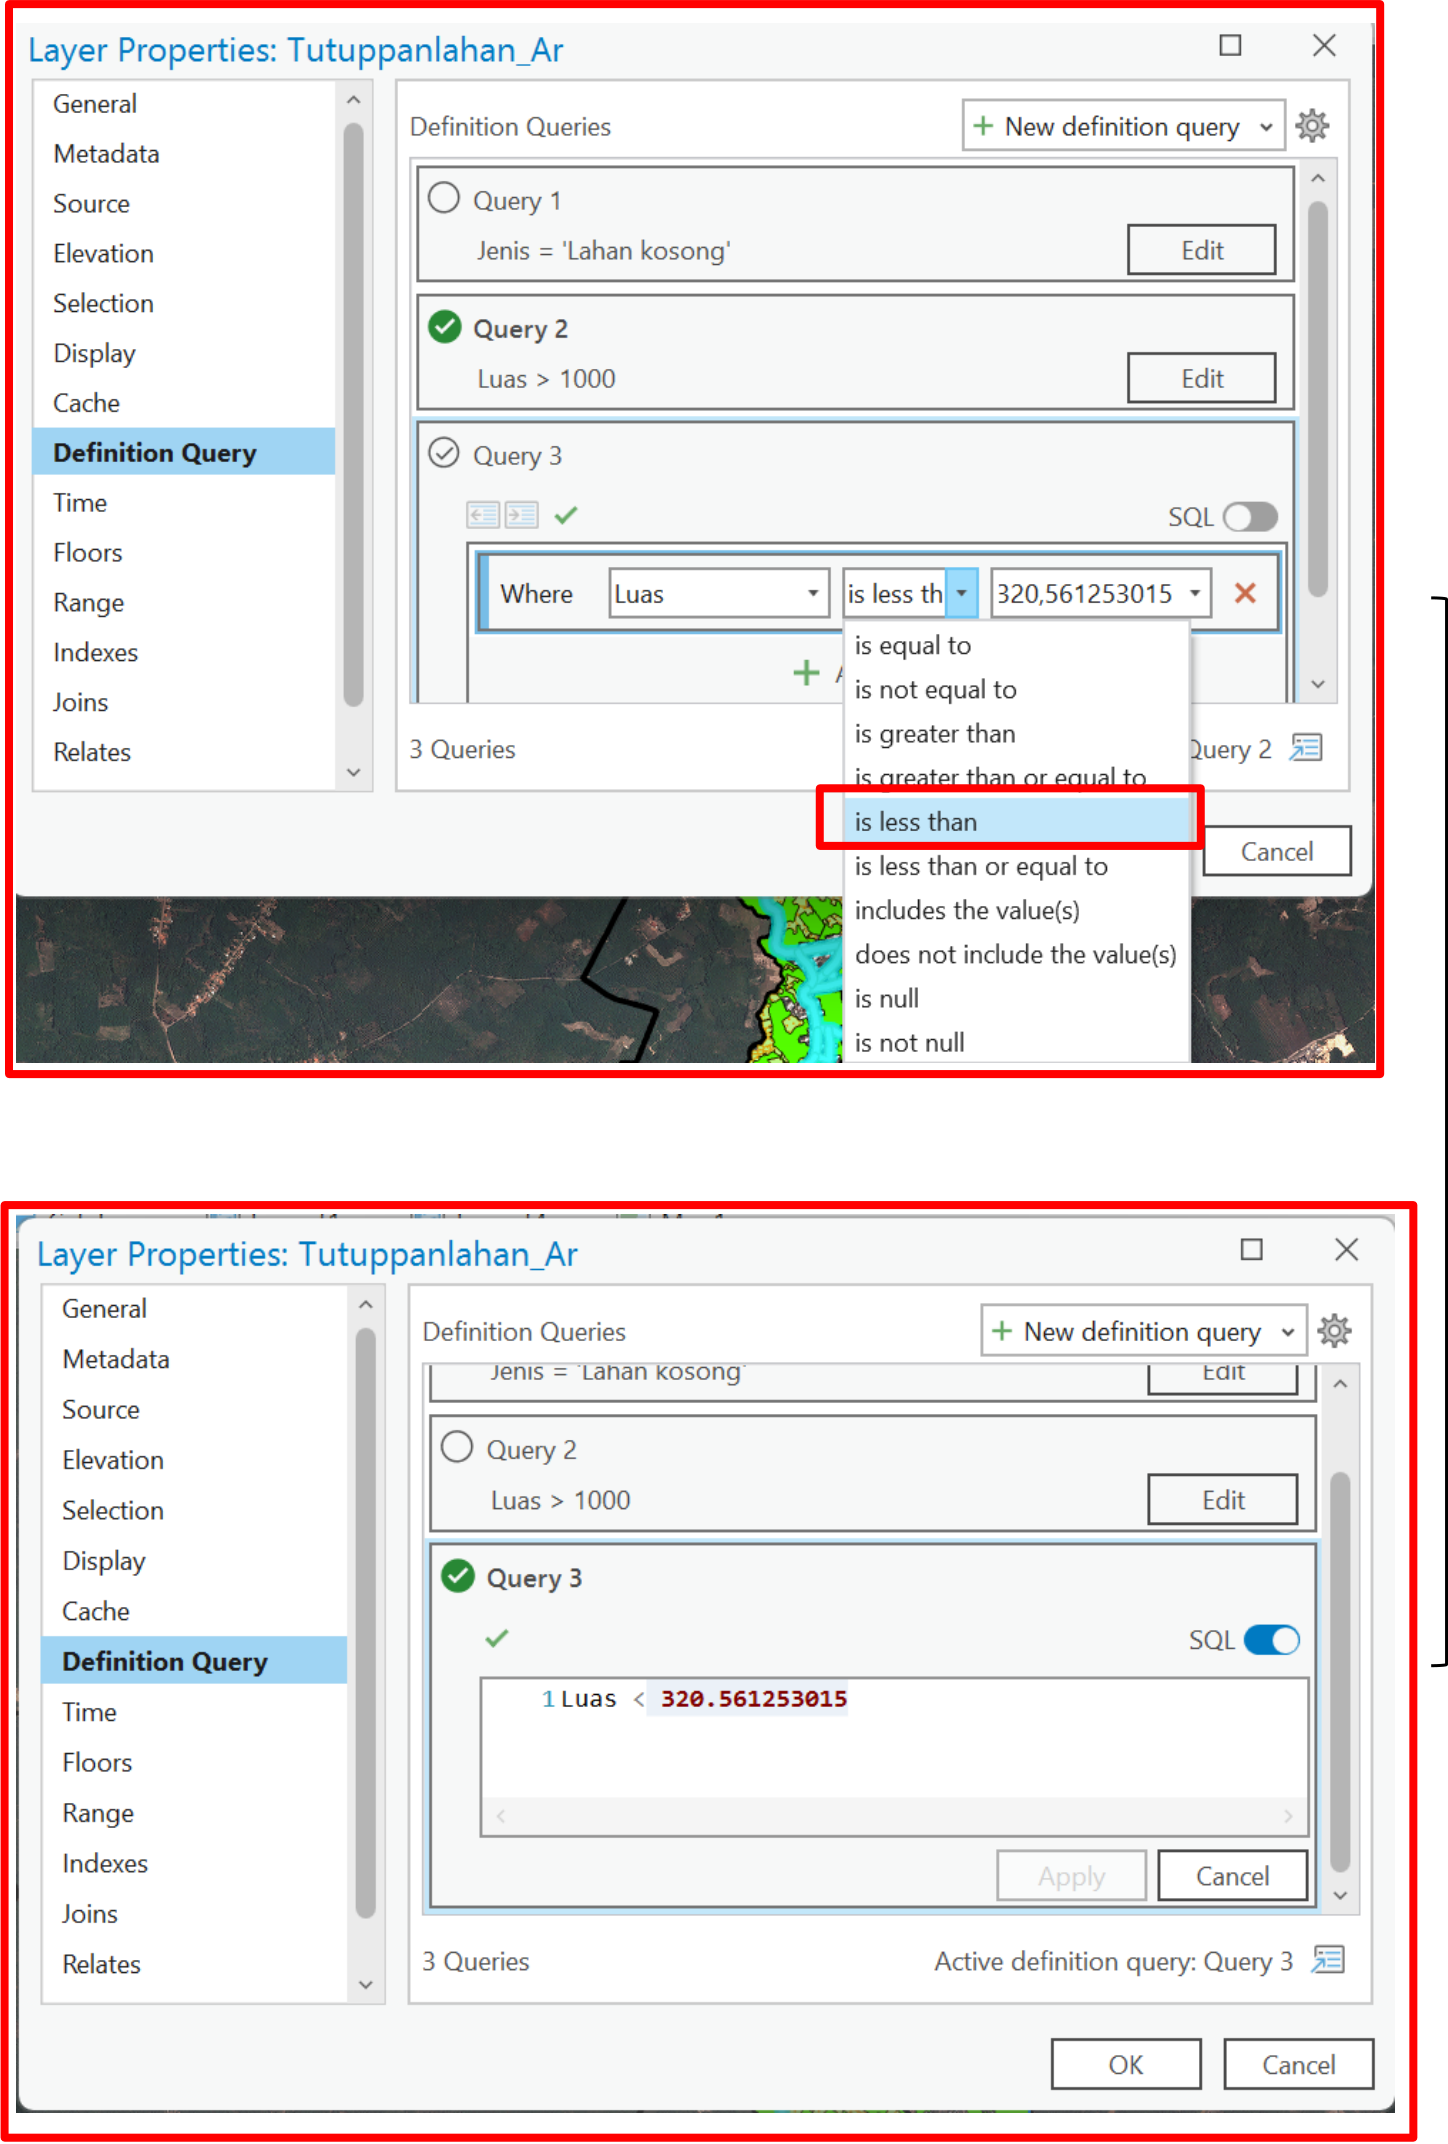 Layer Properties: Tutuppanlahan_Ar
General
Metadata
Source
Elevation
Selection
Display
Cache
Definition Query
Time
Floors
Range
Indexes
Joins
Relates
Definition Queries
New definition query
Query 1
Jenis = 'Lahan kosong'
Edit
Query 2
Luas > 1000
Edit
Query 3
SQL
Where Luas is less th 320,561253015
is equal to
is not equal to
is greater than
is greater than or equal to
is less than
is less than or equal to
includes the value(s)
does not include the value(s)
is null
is not null
3 Queries
Query 2
Cancel
Layer Properties: Tutuppanlahan_Ar
General
Metadata
Source
Elevation
Selection
Display
Cache
Definition Query
Time
Floors
Range
Indexes
Joins
Relates
Definition Queries
New definition query
Jenis = 'Lahan kosong'
Edit
Query 2
Luas > 1000
Edit
Query 3
SQL
1 Luas < 320.561253015
Apply
Cancel
3 Queries
Active definition query: Query 3
OK
Cancel